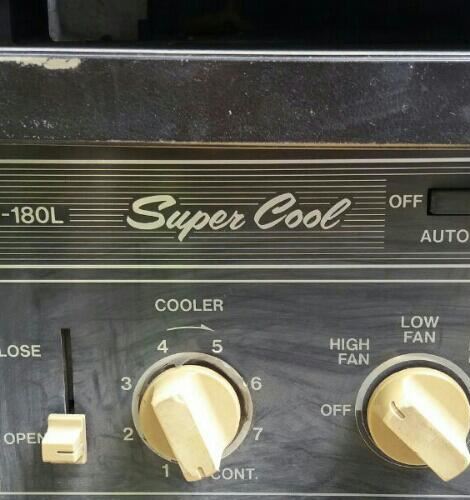 -180L Super Cool OFF
AUTO
COOLER
LOW
FAN
HIGH
FAN
4 5
3 6
OFF
2 7
1 CONT.
LOSE
OPEN